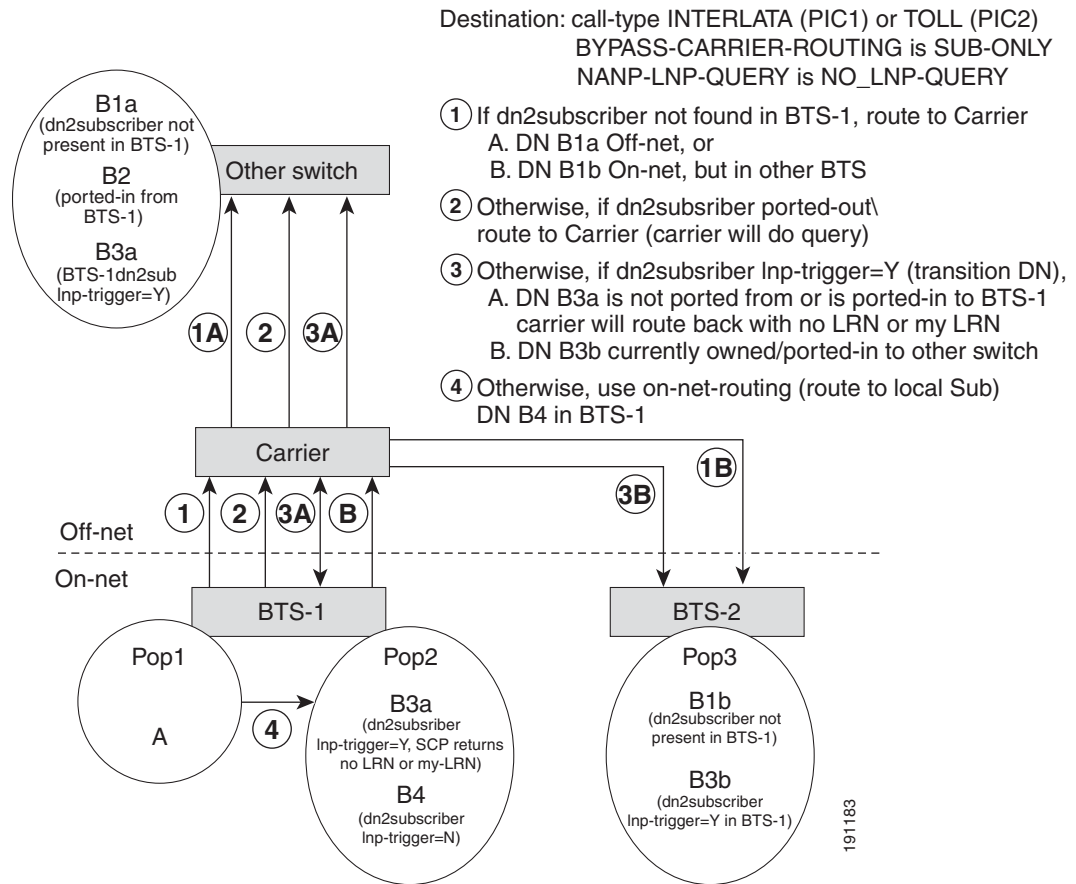 Destination: call-type INTERLATA (PIC1) or TOLL (PIC2)
BYPASS-CARRIER-ROUTING is SUB-ONLY
NANP-LNP-QUERY is NO_LNP-QUERY
1 If dn2subscriber not found in BTS-1, route to Carrier
A. DN B1a Off-net, or
B. DN B1b On-net, but in other BTS
2 Otherwise, if dn2subsriber ported-out\
route to Carrier (carrier will do query)
3 Otherwise, if dn2subsriber lnp-trigger=Y (transition DN),
A. DN B3a is not ported from or is ported-in to BTS-1
carrier will route back with no LRN or my LRN
B. DN B3b currently owned/ported-in to other switch
4 Otherwise, use on-net-routing (route to local Sub)
DN B4 in BTS-1
B1a
(dn2subscriber not
present in BTS-1)
B2
(ported-in from
BTS-1)
B3a
(BTS-1dn2sub
lnp-trigger=Y)
Other switch
1A
2
3A
Carrier
1
2
3A
B
3B
1B
Off-net
On-net
BTS-1
BTS-2
Pop1
A
4
Pop2
B3a
(dn2subsriber
lnp-trigger=Y, SCP returns
no LRN or my-LRN)
B4
(dn2subscriber
lnp-trigger=N)
Pop3
B1b
(dn2subscriber not
present in BTS-1)
B3b
(dn2subscriber
lnp-trigger=Y in BTS-1)
191183